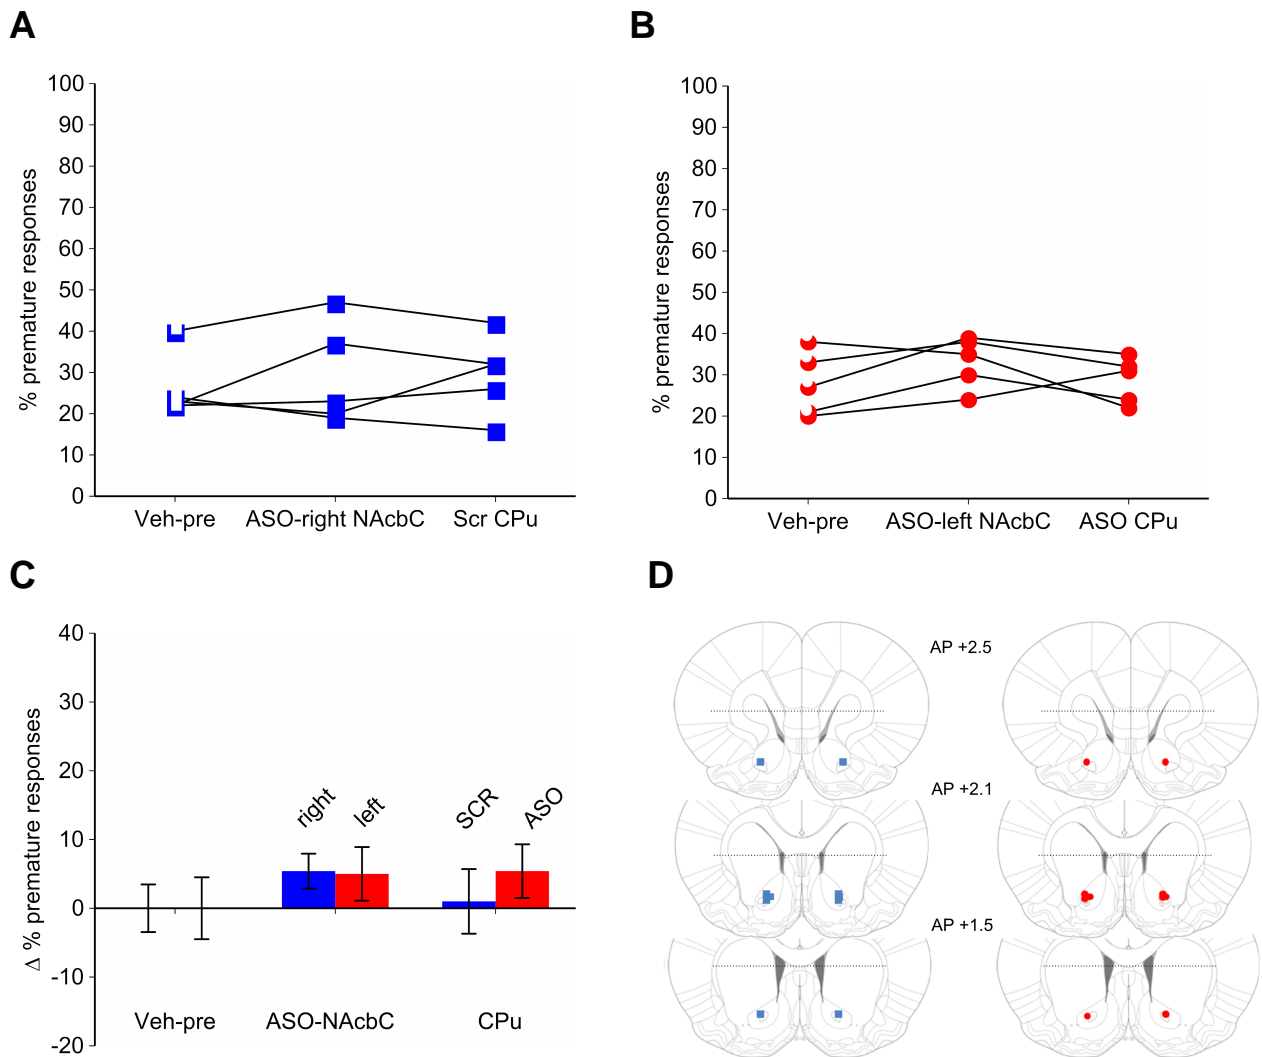 A
B
% premature responses
100
90
80
70
60
50
40
30
20
10
0
Veh-pre ASO-right NAcbC Scr CPu
% premature responses
100
90
80
70
60
50
40
30
20
10
0
Veh-pre ASO-left NAcbC ASO CPu
C
D
Δ % premature responses
40
30
20
10
0
-10
-20
right left SCR ASO
Veh-pre ASO-NAcbC CPu
AP +2.5
AP +2.1
AP +1.5